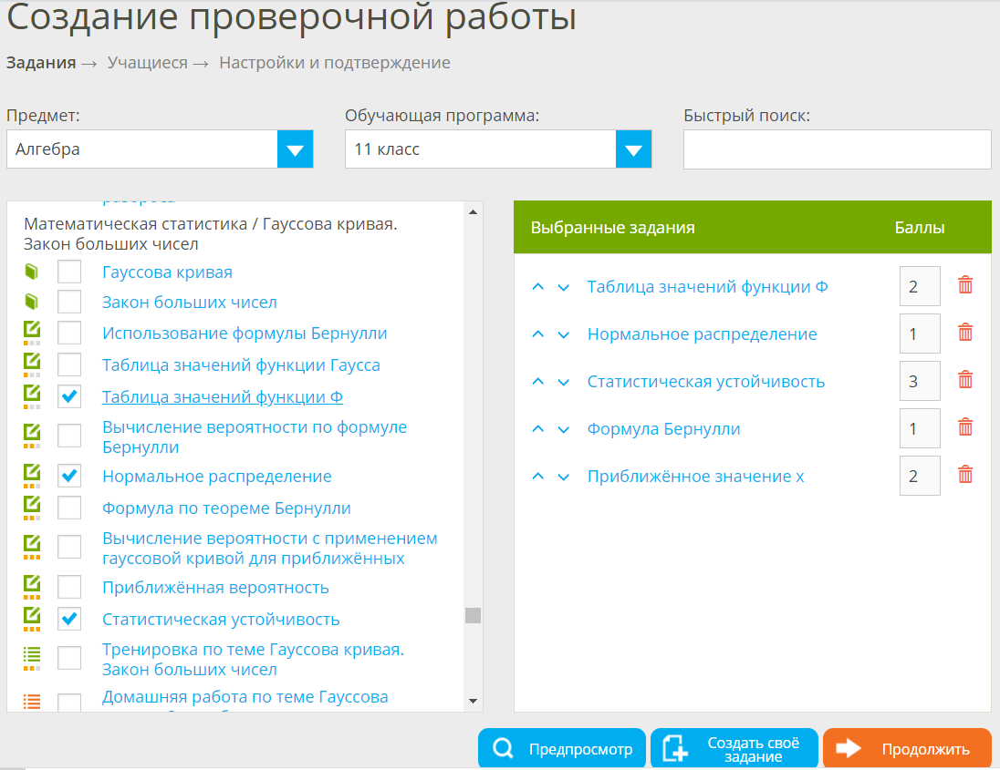 Создание проверочной работы
Задания → Учащиеся → Настройки и подтверждение
Предмет:
Алгебра
Обучающая программа:
11 класс
Быстрый поиск:
Математическая статистика / Гауссова кривая.
Закон больших чисел
Гауссова кривая
Закон больших чисел
Использование формулы Бернулли
Таблица значений функции Гаусса
Таблица значений функции Ф
Вычисление вероятности по формуле
Бернулли
Нормальное распределение
Формула по теореме Бернулли
Вычисление вероятности с применением
гауссовой кривой для приближённых
Приближённая вероятность
Статистическая устойчивость
Тренировка по теме Гауссова кривая.
Закон больших чисел
Домашняя работа по теме Гауссова
Выбранные задания Баллы
Таблица значений функции Ф 2
Нормальное распределение 1
Статистическая устойчивость 3
Формула Бернулли 1
Приближённое значение х 2
Предпросмотр
Создать своё
задание
Продолжить